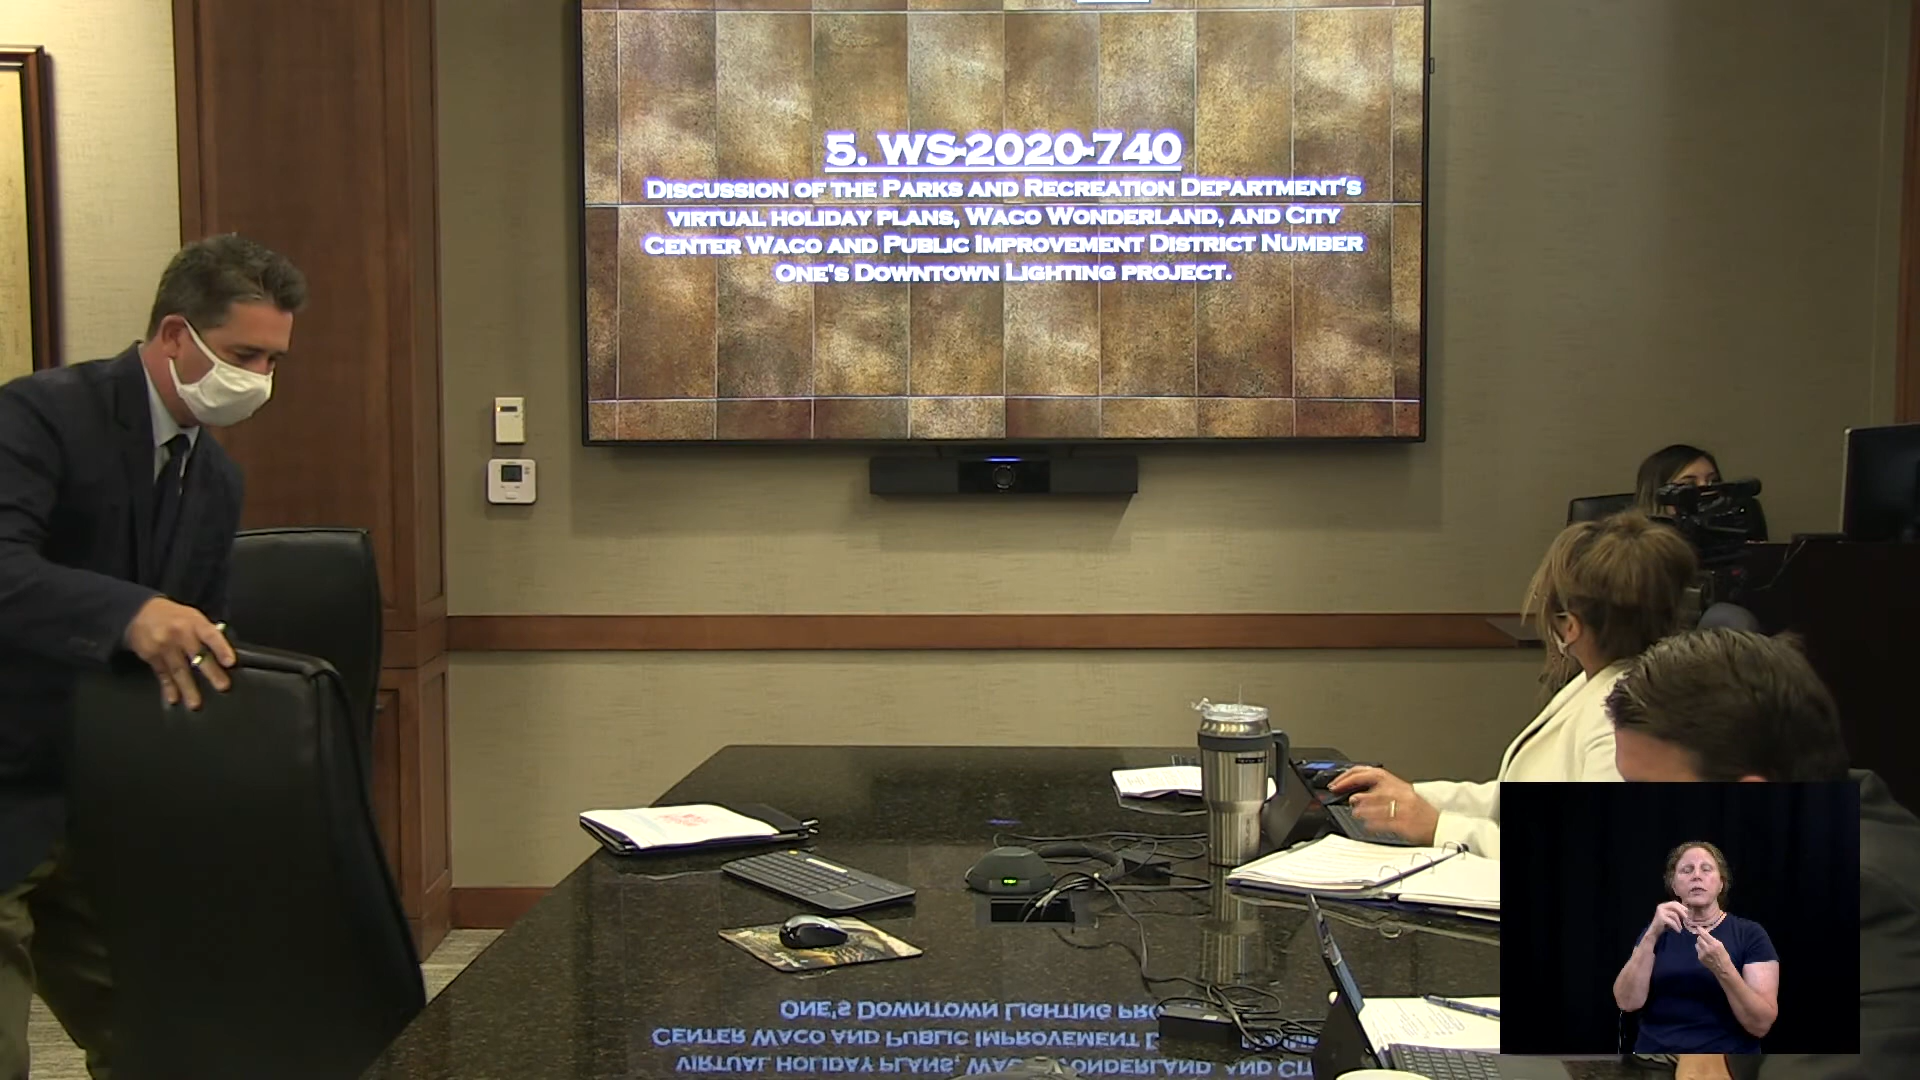 5. WS-2020-740
Discussion of the Parks and Recreation Department's
virtual holiday plans, Waco Wonderland, and City
Center Waco and Public Improvement District Number
One's Downtown Lighting project.